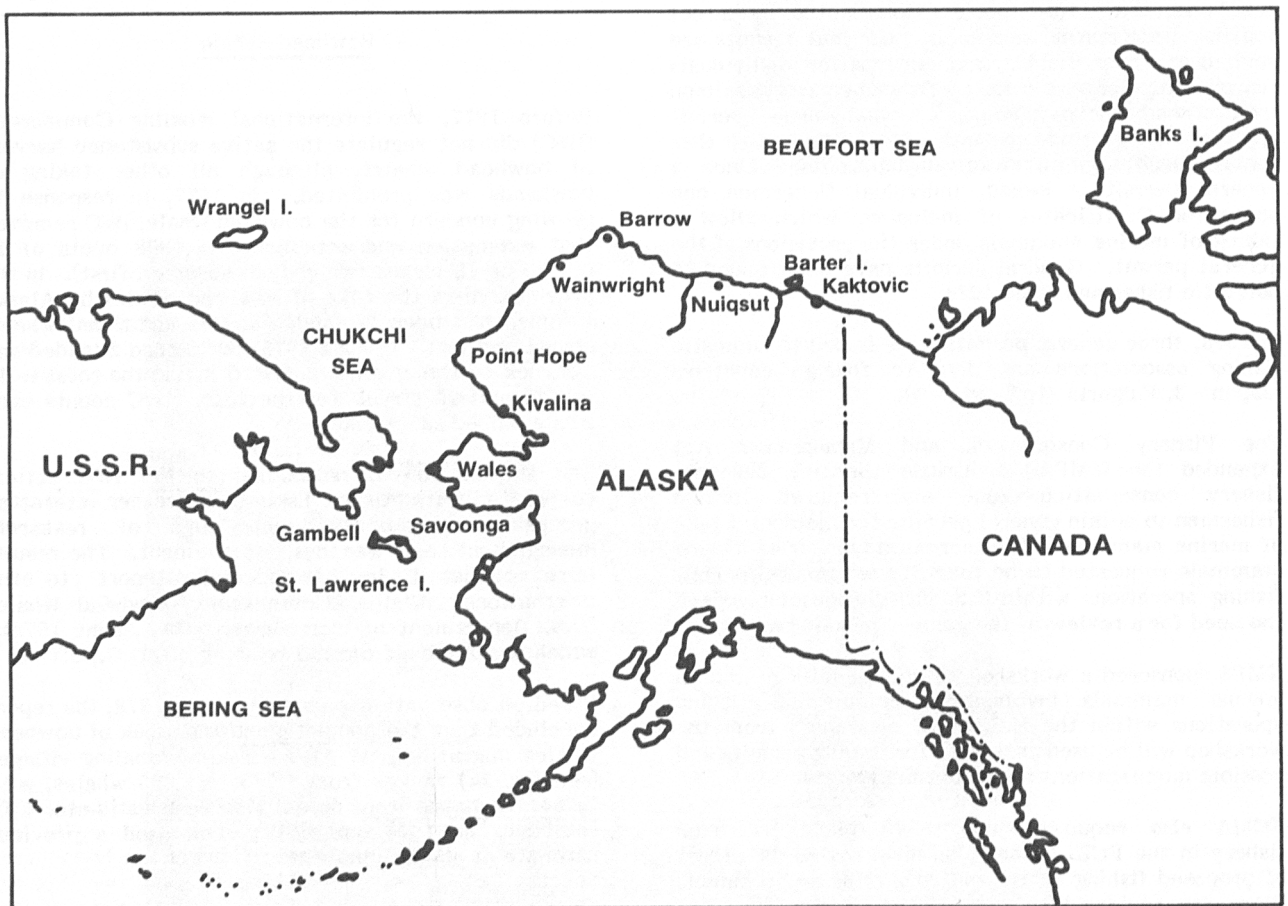 BEAUFORT SEA
Banks I.
Wrangel I.
Barrow
Wainwright
Barter I.
Kaktovic
Nuiqsut
CHUKCHI
SEA
Point Hope
Kivalina
U.S.S.R.
Wales
ALASKA
Savoonga
Gambell
CANADA
St. Lawrence I.
BERING SEA